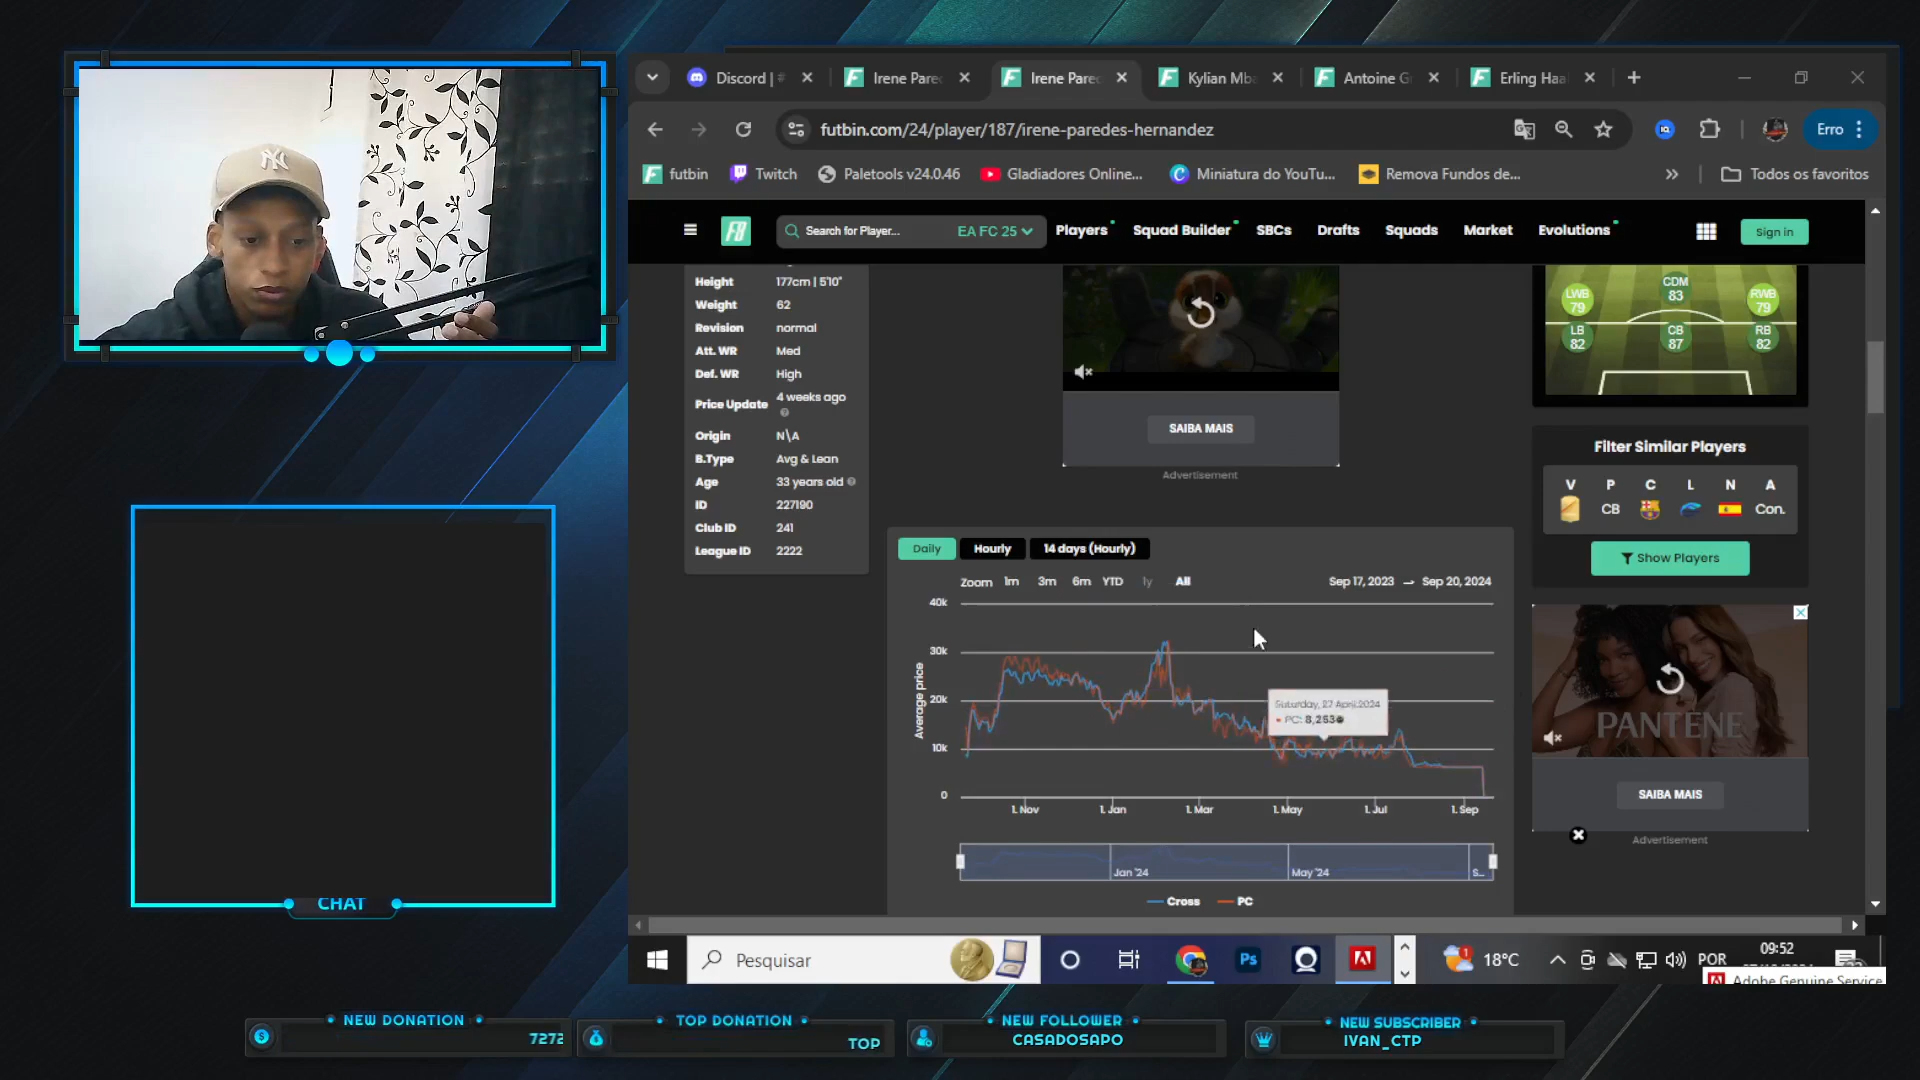 NY
CHAT
Discord | #
Irene Pare
Irene Pare
Kylian Mb
Antoine G
Erling Haa
futbin.com/24/player/187/irene-paredes-hernandez
Erro
futbin
Twitch
Paletools v24.0.46
Gladiadores Online...
Miniatura do YouTu...
Remova Fundos de...
Todos os favoritos
FB
Search for Player...
EA FC 25
Players
Squad Builder
SBCs
Drafts
Squads
Market
Evolutions
Sign in
Height 177cm | 5'10"
Weight 62
Revision normal
Att. WR Med
Def. WR High
Price Update 4 weeks ago
Origin N\A
B.Type Avg & Lean
Age 33 years old
ID 227190
Club ID 241
League ID 2222
SAIBA MAIS
Advertisement
LWB 79
CDM 83
RWB 79
LB 82
CB 87
RB 82
Filter Similar Players
V P C L N A
CB Con.
Show Players
PANTENE
SAIBA MAIS
Advertisement
Daily Hourly 14 days (Hourly)
Zoom 1m 3m 6m YTD 1y All
Sep 17, 2023 → Sep 20, 2024
40k
30k
20k
10k
0
Average price
Saturday, 27 April 2024
PC: 8,253
1. Nov 1. Jan 1. Mar 1. May 1. Jul 1. Sep
Jan '24 May '24 S...
Cross PC
Pesquisar
Ps
18°C
POR
09:52
Adobe Genuine Service
NEW DONATION
7272
TOP DONATION
TOP
NEW FOLLOWER
CASADOSAPO
NEW SUBSCRIBER
IVAN_CTP